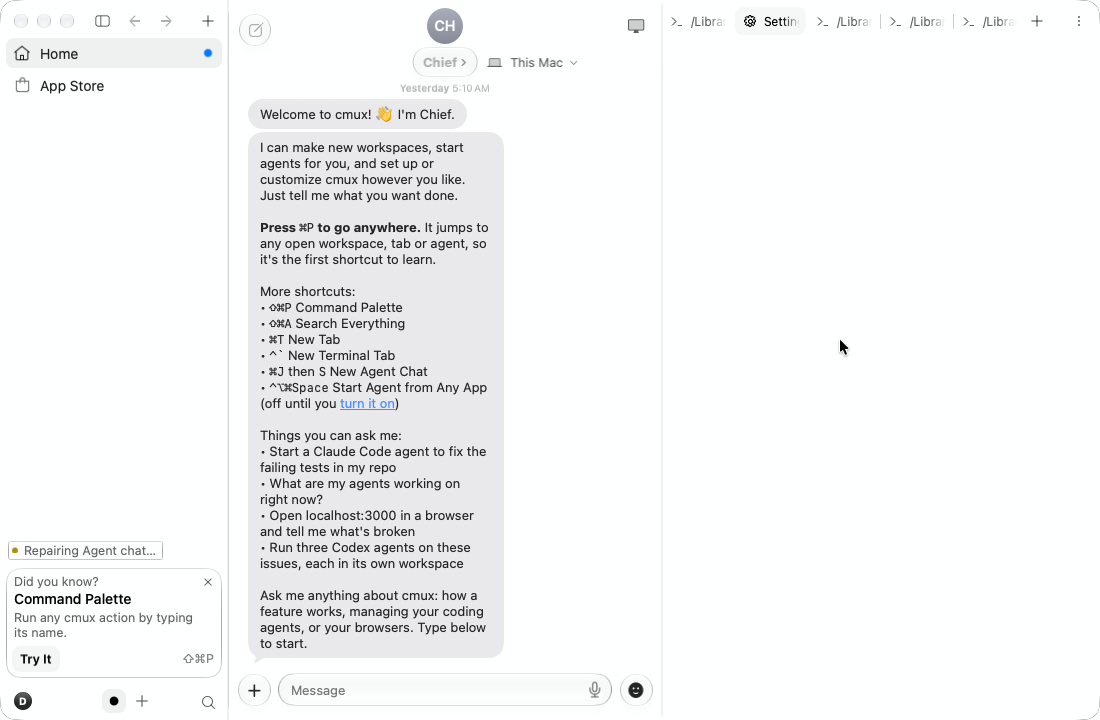 Home
App Store
Repairing Agent chat...
Did you know?
Command Palette
Run any cmux action by typing
its name.
Try It
⇧⌘P
D
CH
Chief ›
This Mac
Yesterday 5:10 AM
Welcome to cmux! 👋 I'm Chief.
I can make new workspaces, start
agents for you, and set up or
customize cmux however you like.
Just tell me what you want done.
Press ⌘P to go anywhere. It jumps to
any open workspace, tab or agent, so
it's the first shortcut to learn.
More shortcuts:
• ⇧⌘P Command Palette
• ⇧⌘A Search Everything
• ⌘T New Tab
• ^` New Terminal Tab
• ⌘J then S New Agent Chat
• ^⌥⌘Space Start Agent from Any App
(off until you turn it on)
Things you can ask me:
• Start a Claude Code agent to fix the
failing tests in my repo
• What are my agents working on
right now?
• Open localhost:3000 in a browser
and tell me what's broken
• Run three Codex agents on these
issues, each in its own workspace
Ask me anything about cmux: how a
feature works, managing your coding
agents, or your browsers. Type below
to start.
Message
/Librar
Settin
/Librar
/Librar
/Libra